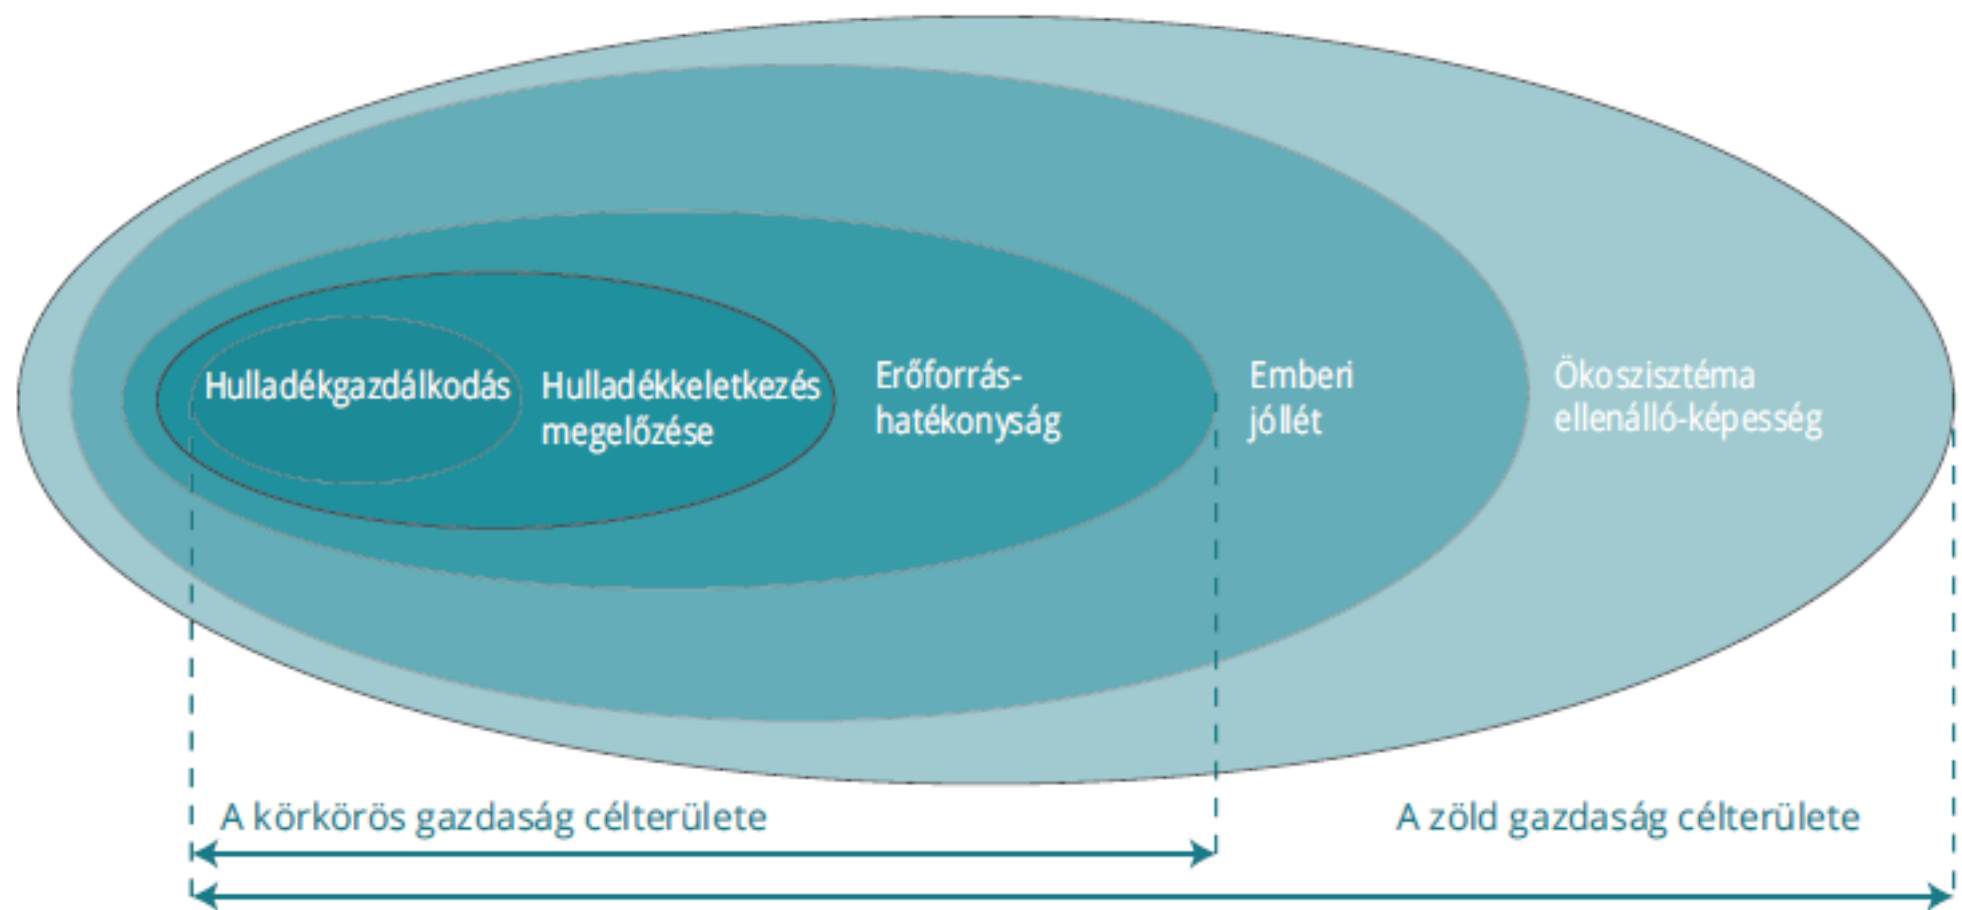 Hulladékgazdálkodás
Hulladékkeletkezés
megelőzése
Erőforrás-
hatékonyság
Emberi
jóllét
Ökoszisztéma
ellenálló-képesség
A körkörös gazdaság célterülete
A zöld gazdaság célterülete